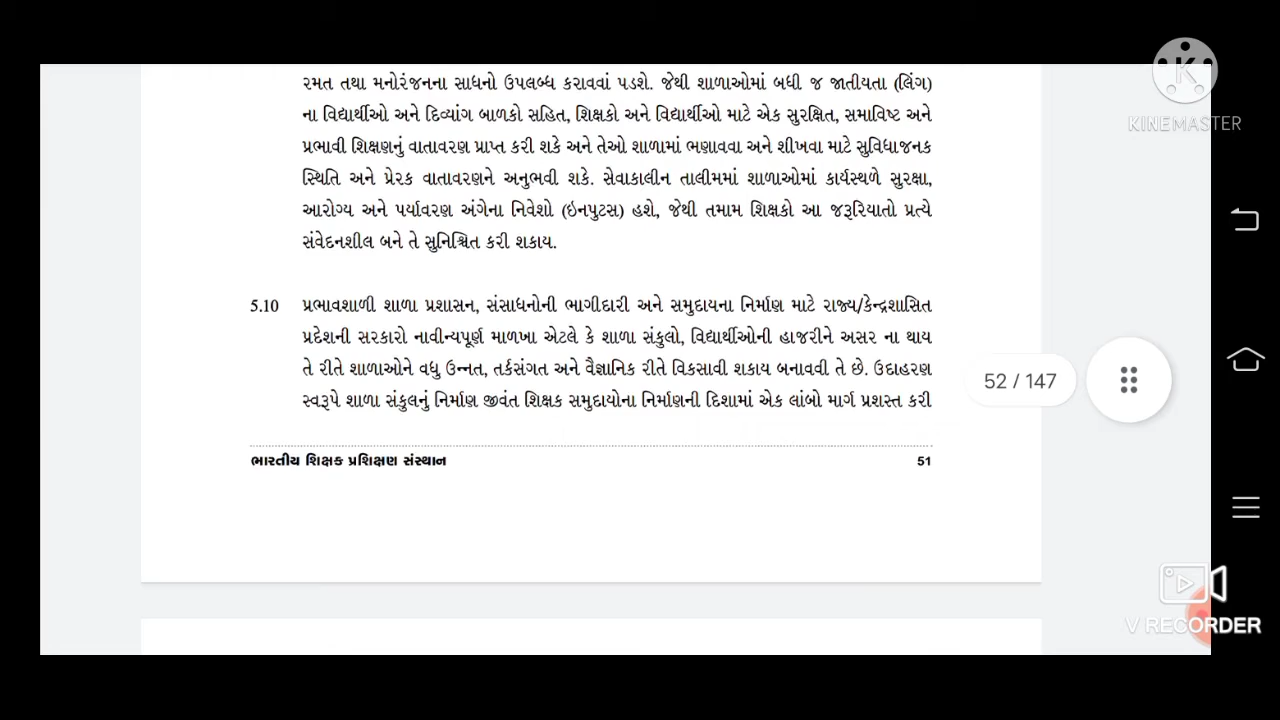 રમત તથા મનોરંજનના સાધનો ઉપલબ્ધ કરાવવાં પડશે. જેથી શાળાઓમાં બધી જ જાતીયતા (લિંગ)
ના વિદ્યાર્થીઓ અને દિવ્યાંગ બાળકો સહિત, શિક્ષકો અને વિદ્યાર્થીઓ માટે એક સુરક્ષિત, સમાવિષ્ટ અને
પ્રભાવી શિક્ષણનું વાતાવરણ પ્રાપ્ત કરી શકે અને તેઓ શાળામાં ભણાવવા અને શીખવા માટે સુવિધાજનક
સ્થિતિ અને પ્રેરક વાતાવરણને અનુભવી શકે. સેવાકાલીન તાલીમમાં શાળાઓમાં કાર્યસ્થળે સુરક્ષા,
આરોગ્ય અને પર્યાવરણ અંગેના નિવેશો (ઇનપુટસ) હશે, જેથી તમામ શિક્ષકો આ જરૂરિયાતો પ્રત્યે
સંવેદનશીલ બને તે સુનિશ્ચિત કરી શકાય.
5.10 પ્રભાવશાળી શાળા પ્રશાસન, સંસાધનોની ભાગીદારી અને સમુદાયના નિર્માણ માટે રાજ્ય/કેન્દ્રશાસિત
પ્રદેશની સરકારો નાવીન્યપૂર્ણ માળખા એટલે કે શાળા સંકુલો, વિદ્યાર્થીઓની હાજરીને અસર ના થાય
તે રીતે શાળાઓને વધુ ઉન્નત, તર્કસંગત અને વૈજ્ઞાનિક રીતે વિકસાવી શકાય બનાવવી તે છે. ઉદાહરણ
સ્વરૂપે શાળા સંકુલનું નિર્માણ જીવંત શિક્ષક સમુદાયોના નિર્માણની દિશામાં એક લાંબો માર્ગ પ્રશસ્ત કરી
ભારતીય શિક્ષક પ્રશિક્ષણ સંસ્થાન 51
52 / 147
KINEMASTER
V RECORDER